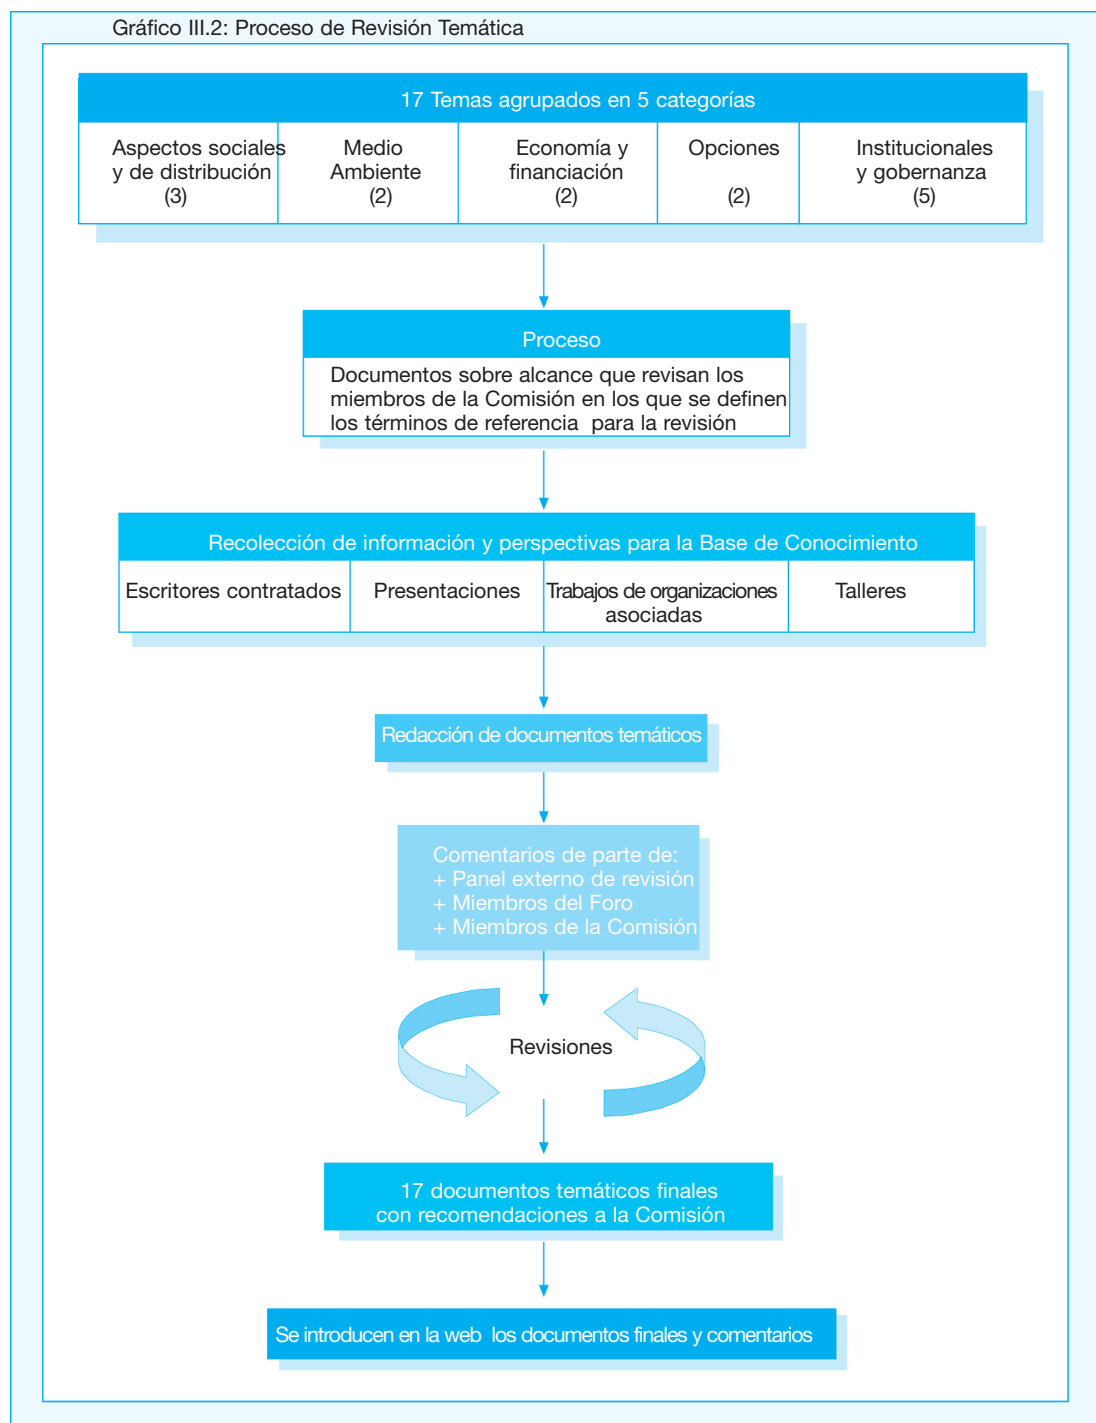 Gráfico III.2: Proceso de Revisión Temática
17 Temas agrupados en 5 categorías
Aspectos sociales
y de distribución
(3)
Medio
Ambiente
(2)
Economía y
financiación
(2)
Opciones
(2)
Institucionales
y gobernanza
(5)
Proceso
Documentos sobre alcance que revisan los
miembros de la Comisión en los que se definen
los términos de referencia para la revisión
Recolección de información y perspectivas para la Base de Conocimiento
Escritores contratados
Presentaciones
Trabajos de organizaciones
asociadas
Talleres
Redacción de documentos temáticos
Comentarios de parte de:
+ Panel externo de revisión
+ Miembros del Foro
+ Miembros de la Comisión
Revisiones
17 documentos temáticos finales
con recomendaciones a la Comisión
Se introducen en la web los documentos finales y comentarios